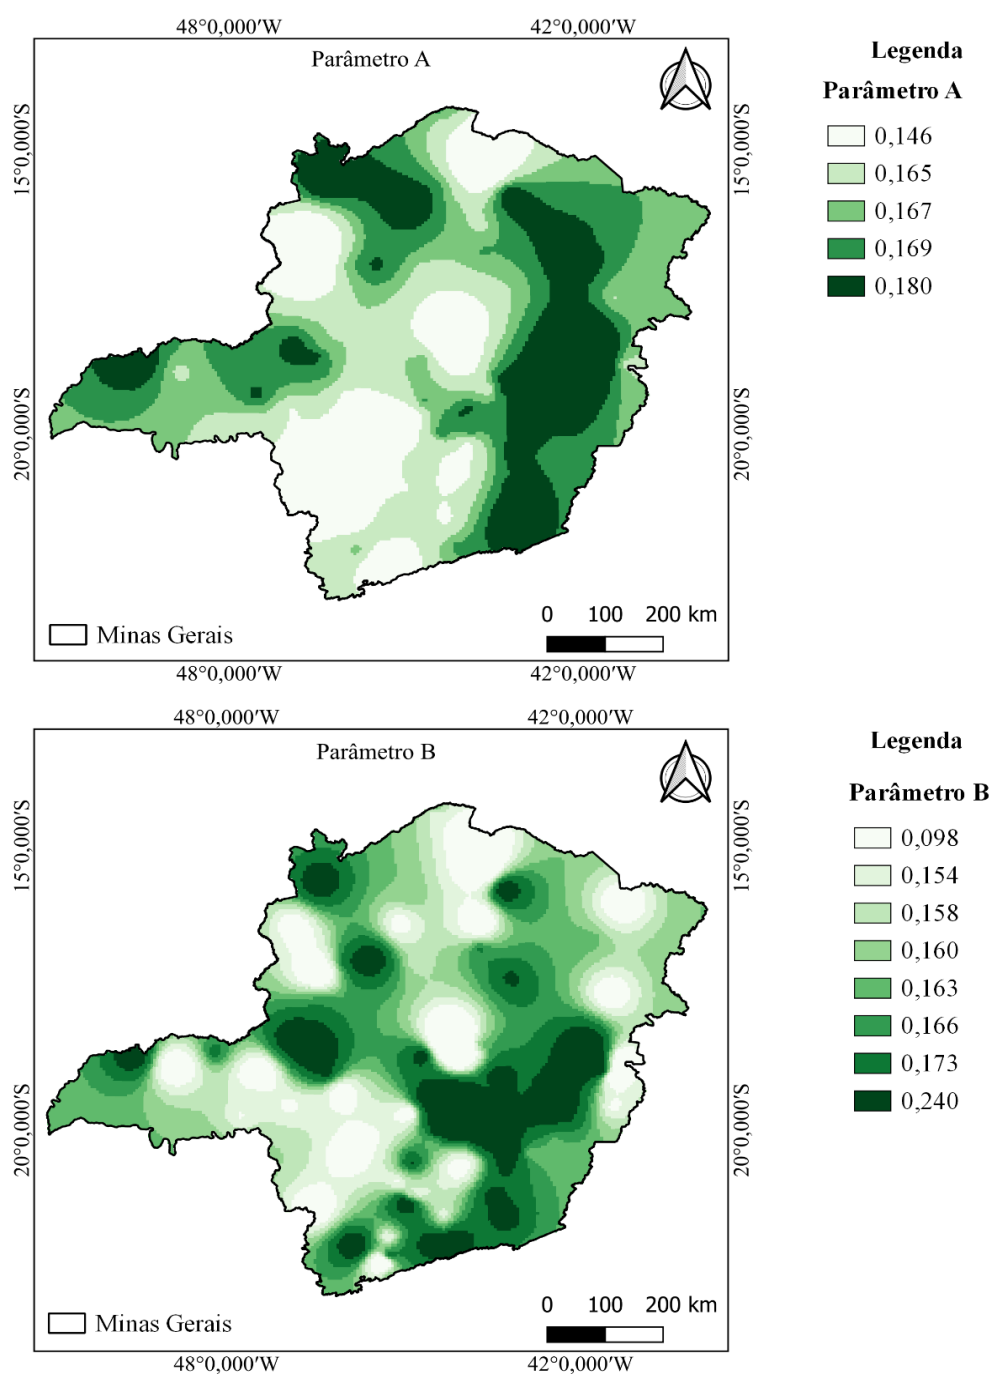 48°0,000′W 42°0,000′W
Parâmetro A
15°0,000′S
20°0,000′S
15°0,000′S
20°0,000′S
Minas Gerais
0 100 200 km
48°0,000′W 42°0,000′W
Legenda
Parâmetro A
0,146
0,165
0,167
0,169
0,180
48°0,000′W 42°0,000′W
Parâmetro B
15°0,000′S
20°0,000′S
15°0,000′S
20°0,000′S
Minas Gerais
0 100 200 km
48°0,000′W 42°0,000′W
Legenda
Parâmetro B
0,098
0,154
0,158
0,160
0,163
0,166
0,173
0,240